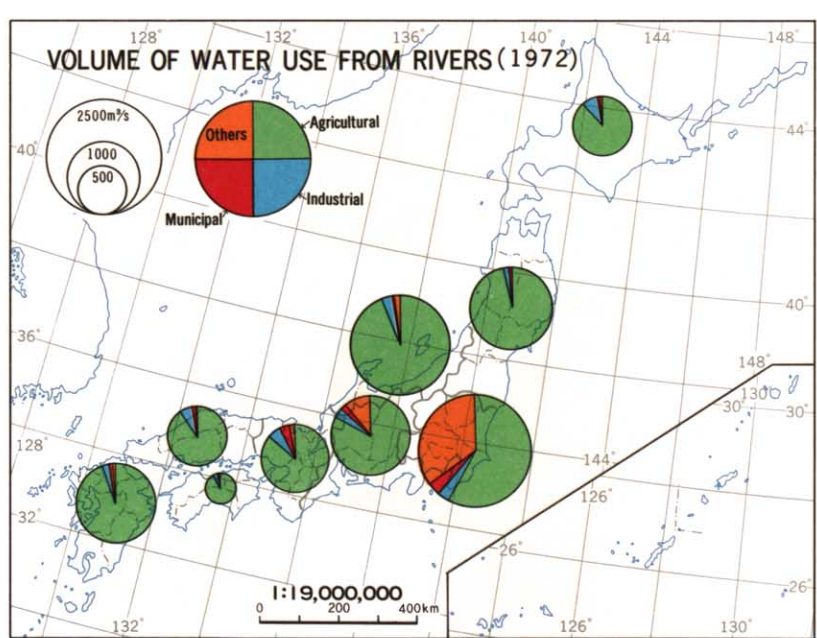 128° 132° 136° 140° 144° 148°
VOLUME OF WATER USE FROM RIVERS (1972)
2500m³/s
1000
500
Others
Agricultural
Industrial
Municipal
40°
44°
36°
40°
148°
130°
30°
30°
128°
144°
126°
32°
26°
26°
1:19,000,000
0 200 400km
132°
126°
130°